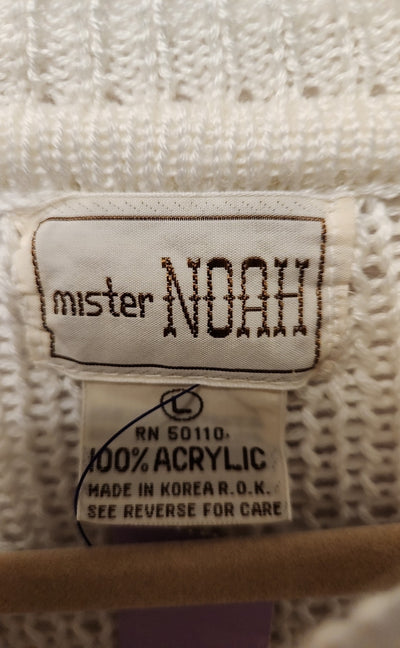 mister NOAH
L
RN 50110
100% ACRYLIC
MADE IN KOREA R.O.K.
SEE REVERSE FOR CARE